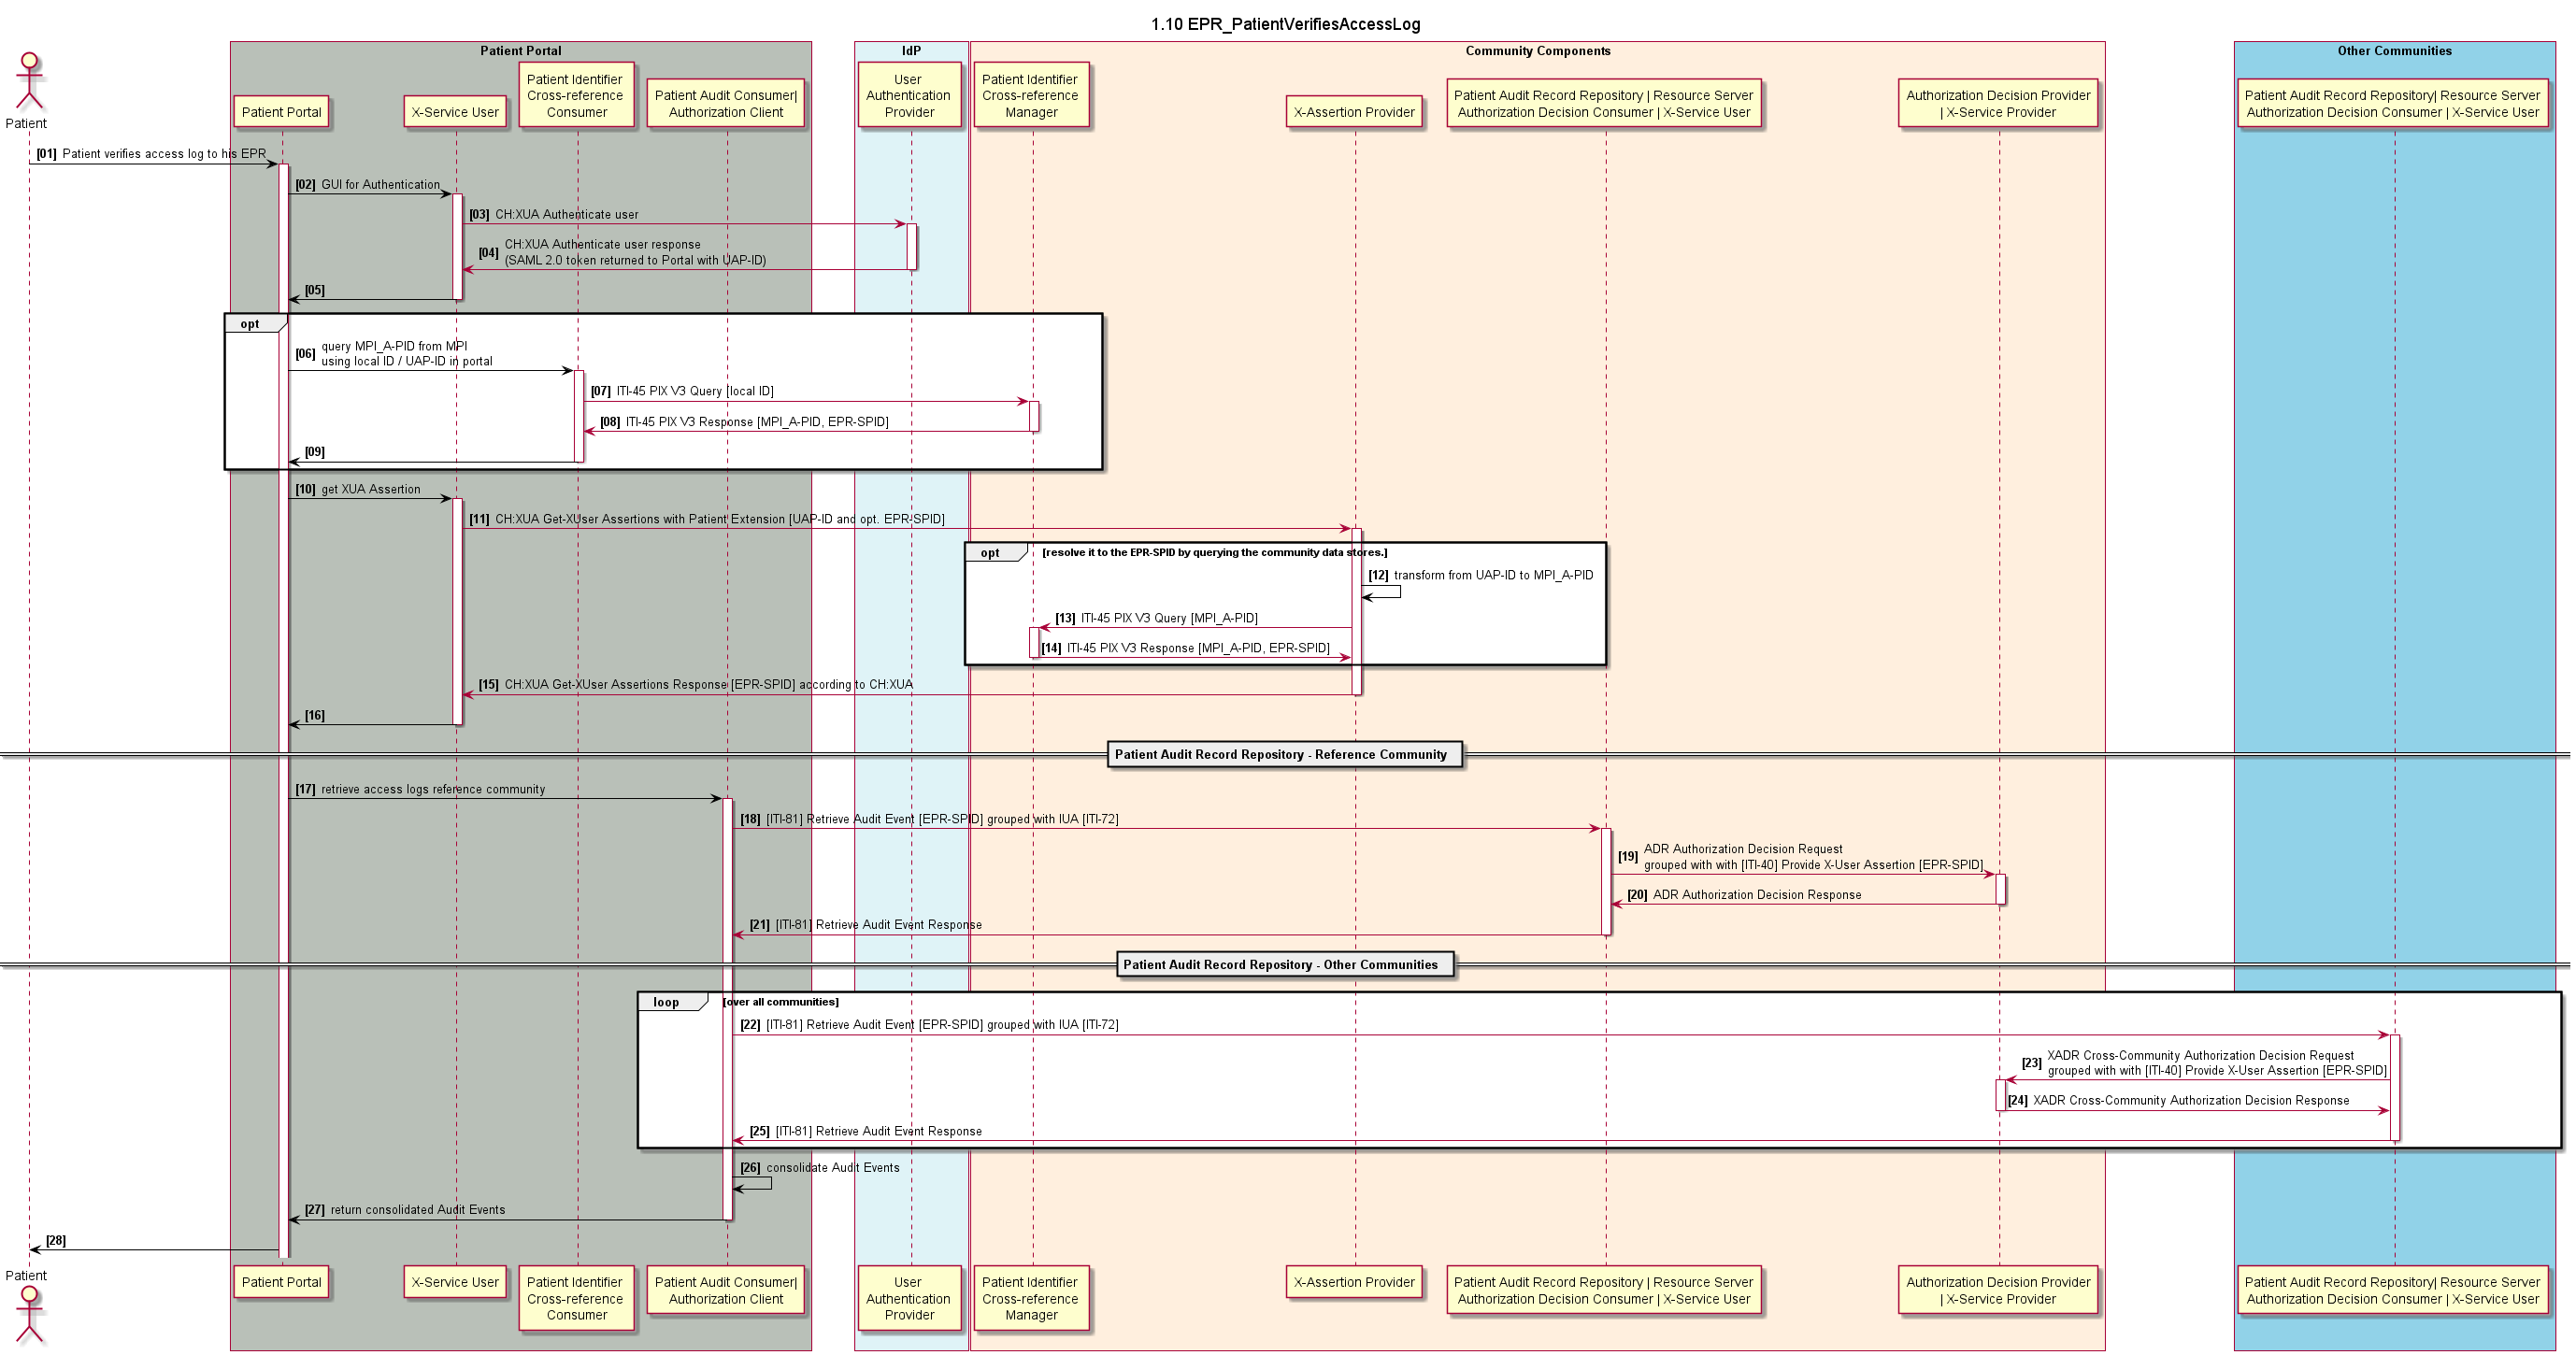 1.10 EPR_PatientVerifiesAccessLog
Patient Portal
IdP
Community Components
Other Communities
Patient
Patient Portal
X-Service User
Patient Identifier
Cross-reference
Consumer
Patient Audit Consumer|
Authorization Client
User
Authentication
Provider
Patient Identifier
Cross-reference
Manager
X-Assertion Provider
Patient Audit Record Repository | Resource Server
Authorization Decision Consumer | X-Service User
Authorization Decision Provider
| X-Service Provider
Patient Audit Record Repository| Resource Server
Authorization Decision Consumer | X-Service User
[01] Patient verifies access log to his EPR
[02] GUI for Authentication
[03] CH:XUA Authenticate user
[04] CH:XUA Authenticate user response
(SAML 2.0 token returned to Portal with UAP-ID)
[05]
opt
[06] query MPI_A-PID from MPI
using local ID / UAP-ID in portal
[07] ITI-45 PIX V3 Query [local ID]
[08] ITI-45 PIX V3 Response [MPI_A-PID, EPR-SPID]
[09]
[10] get XUA Assertion
[11] CH:XUA Get-XUser Assertions with Patient Extension [UAP-ID and opt. EPR-SPID]
opt [resolve it to the EPR-SPID by querying the community data stores.]
[12] transform from UAP-ID to MPI_A-PID
[13] ITI-45 PIX V3 Query [MPI_A-PID]
[14] ITI-45 PIX V3 Response [MPI_A-PID, EPR-SPID]
[15] CH:XUA Get-XUser Assertions Response [EPR-SPID] according to CH:XUA
[16]
Patient Audit Record Repository - Reference Community
[17] retrieve access logs reference community
[18] [ITI-81] Retrieve Audit Event [EPR-SPID] grouped with IUA [ITI-72]
[19] ADR Authorization Decision Request
grouped with with [ITI-40] Provide X-User Assertion [EPR-SPID]
[20] ADR Authorization Decision Response
[21] [ITI-81] Retrieve Audit Event Response
Patient Audit Record Repository - Other Communities
loop [over all communities]
[22] [ITI-81] Retrieve Audit Event [EPR-SPID] grouped with IUA [ITI-72]
[23] XADR Cross-Community Authorization Decision Request
grouped with with [ITI-40] Provide X-User Assertion [EPR-SPID]
[24] XADR Cross-Community Authorization Decision Response
[25] [ITI-81] Retrieve Audit Event Response
[26] consolidate Audit Events
[27] return consolidated Audit Events
[28]
Patient
Patient Portal
X-Service User
Patient Identifier
Cross-reference
Consumer
Patient Audit Consumer|
Authorization Client
User
Authentication
Provider
Patient Identifier
Cross-reference
Manager
X-Assertion Provider
Patient Audit Record Repository | Resource Server
Authorization Decision Consumer | X-Service User
Authorization Decision Provider
| X-Service Provider
Patient Audit Record Repository| Resource Server
Authorization Decision Consumer | X-Service User